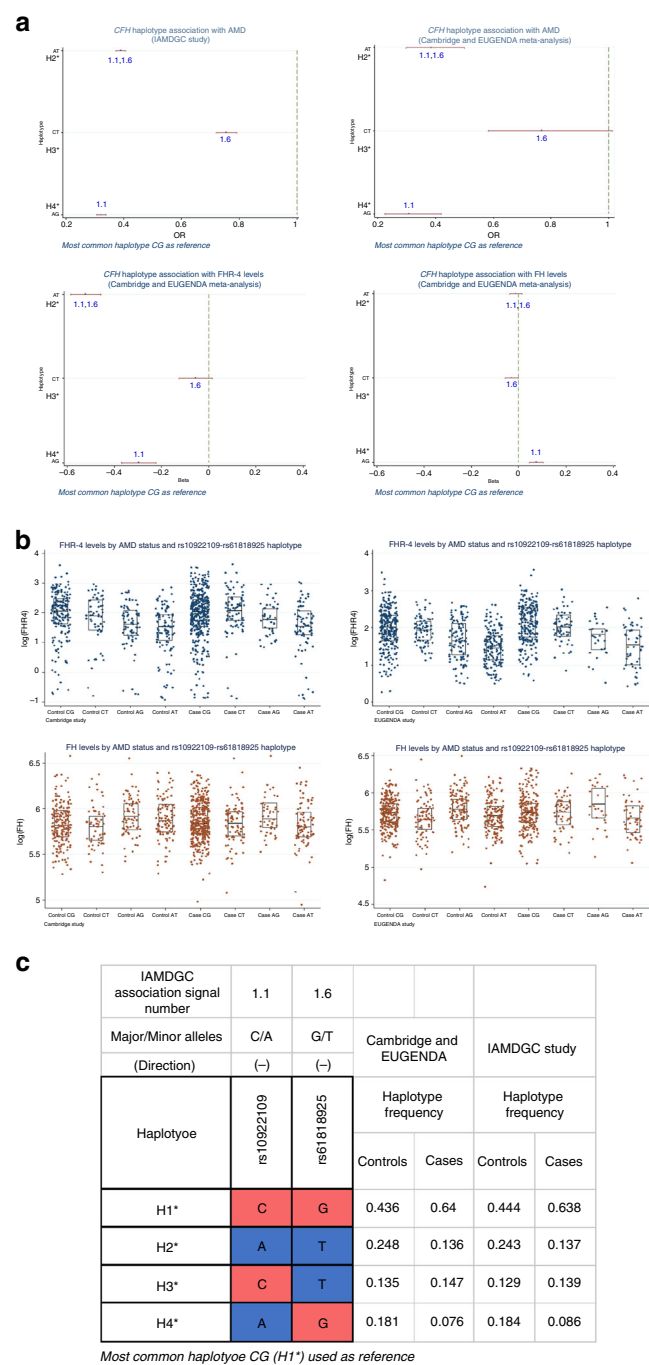 a
CFH haplotype association with AMD
(IAMDGC study)
AT
H2*
1.1,1.6
Haplotype
CT
1.6
H3*
1.1
H4*
AG
0.2 0.4 0.6 0.8 1
OR
Most common haplotype CG as reference
CFH haplotype association with AMD
(Cambridge and EUGENDA meta-analysis)
AT
H2*
1.1,1.6
Haplotype
CT
1.6
H3*
1.1
H4*
AG
0.2 0.4 0.6 0.8 1
OR
Most common haplotype CG as reference
CFH haplotype association with FHR-4 levels
(Cambridge and EUGENDA meta-analysis)
AT
H2*
1.1,1.6
Haplotype
CT
1.6
H3*
H4*
1.1
AG
−0.6 −0.4 −0.2 0 0.2 0.4
Beta
Most common haplotype CG as reference
CFH haplotype association with FH levels
(Cambridge and EUGENDA meta-analysis)
AT
H2*
1.1,1.6
Haplotype
CT
1.6
H3*
H4*
1.1
AG
−0.6 −0.4 −0.2 0 0.2 0.4
Beta
Most common haplotype CG as reference
b
FHR-4 levels by AMD status and rs10922109-rs61818925 haplotype
log(FHR4)
4
3
2
1
0
−1
Control CG Control CT Control AG Control AT Case CG Case CT Case AG Case AT
Cambridge study
FHR-4 levels by AMD status and rs10922109-rs61818925 haplotype
log(FHR4)
4
3
2
1
0
Control CG Control CT Control AG Control AT Case CG Case CT Case AG Case AT
EUGENDA study
FH levels by AMD status and rs10922109-rs61818925 haplotype
log(FH)
6.5
6
5.5
5
Control CG Control CT Control AG Control AT Case CG Case CT Case AG Case AT
Cambridge study
FH levels by AMD status and rs10922109-rs61818925 haplotype
log(FH)
6.5
6
5.5
5
4.5
Control CG Control CT Control AG Control AT Case CG Case CT Case AG Case AT
EUGENDA study
c
IAMDGC
association signal
number
1.1 1.6
Major/Minor alleles C/A G/T
Cambridge and
EUGENDA
IAMDGC study
(Direction) (−) (−)
Haplotyoe
rs10922109
rs61818925
Haplotype
frequency
Haplotype
frequency
Controls Cases Controls Cases
H1* C G 0.436 0.64 0.444 0.638
H2* A T 0.248 0.136 0.243 0.137
H3* C T 0.135 0.147 0.129 0.139
H4* A G 0.181 0.076 0.184 0.086
Most common haplotyoe CG (H1*) used as reference